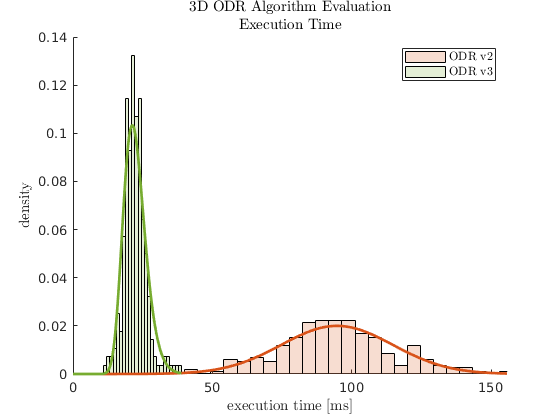 3D ODR Algorithm Evaluation
Execution Time
0.14
0.12
0.1
0.08
0.06
0.04
0.02
0
density
ODR v2
ODR v3
0 50 100 150
execution time [ms]